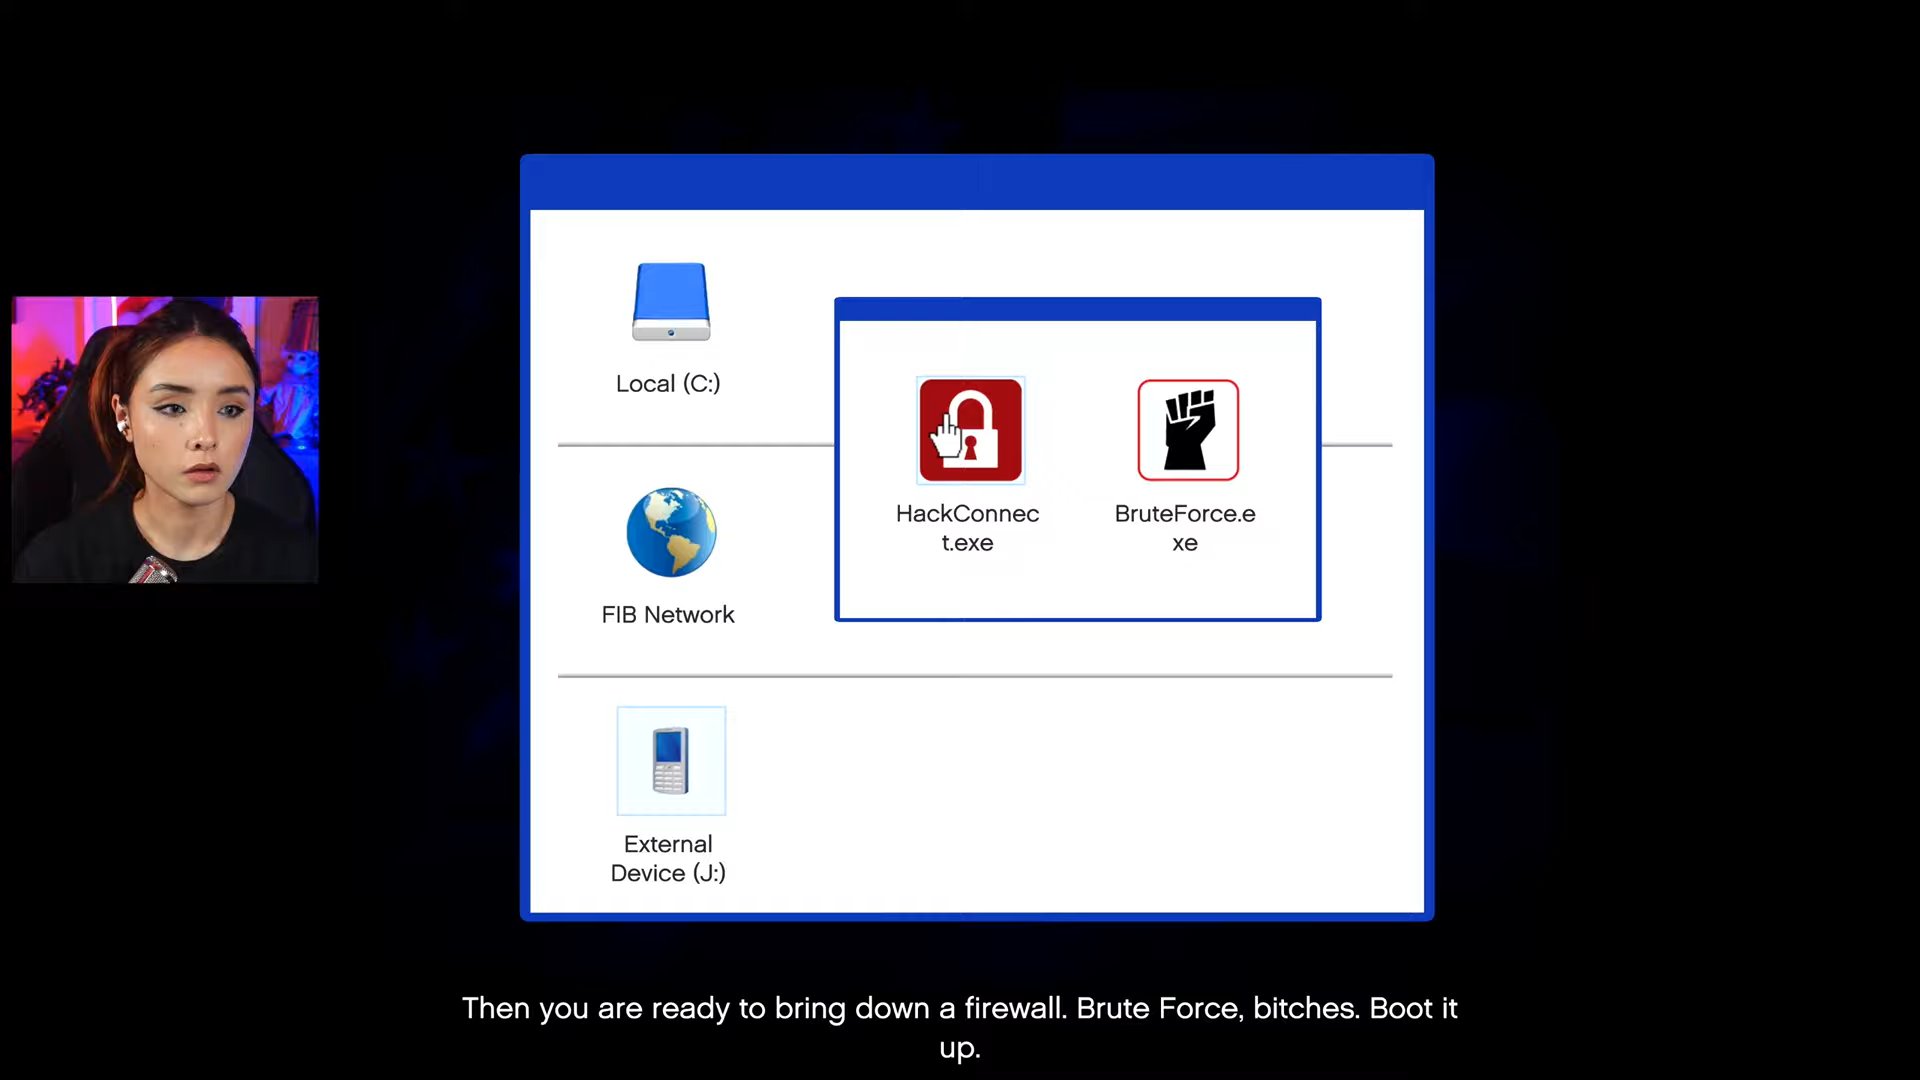 Local (C:)
HackConnec
t.exe
BruteForce.e
xe
FIB Network
External
Device (J:)
Then you are ready to bring down a firewall. Brute Force, bitches. Boot it
up.